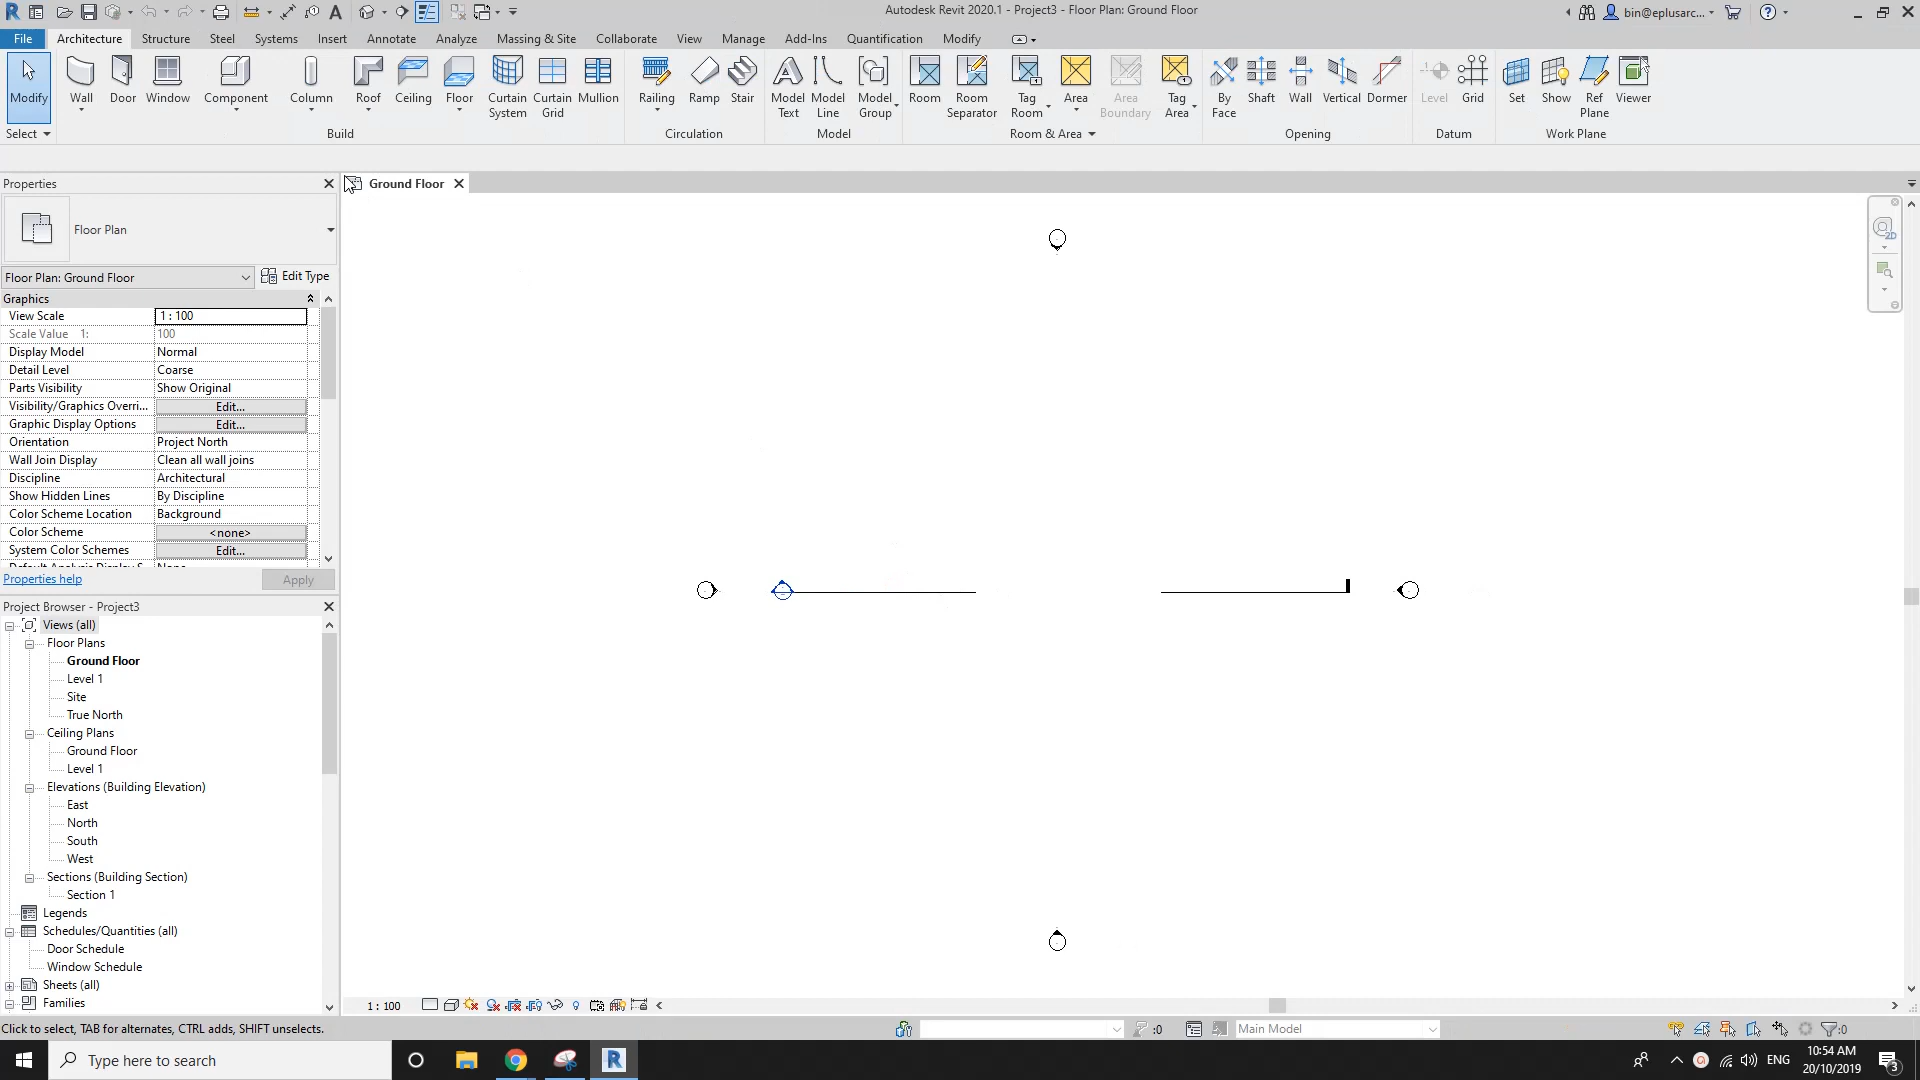 Autodesk Revit 2020.1 - Project3 - Floor Plan: Ground Floor
bin@eplusarc...
File Architecture Structure Steel Systems Insert Annotate Analyze Massing & Site Collaborate View Manage Add-Ins Quantification Modify
Modify Wall Door Window Component Column Roof Ceiling Floor Curtain System Curtain Grid Mullion Railing Ramp Stair Model Text Model Line Model Group Room Room Separator Tag Room Area Area Boundary Tag Area By Face Shaft Wall Vertical Dormer Level Grid Set Show Ref Plane Viewer
Select Build Circulation Model Room & Area Opening Datum Work Plane
Properties
Ground Floor
Floor Plan
Floor Plan: Ground Floor Edit Type
Graphics
View Scale 1 : 100
Scale Value 1: 100
Display Model Normal
Detail Level Coarse
Parts Visibility Show Original
Visibility/Graphics Overri... Edit...
Graphic Display Options Edit...
Orientation Project North
Wall Join Display Clean all wall joins
Discipline Architectural
Show Hidden Lines By Discipline
Color Scheme Location Background
Color Scheme <none>
System Color Schemes Edit...
Properties help Apply
Project Browser - Project3
Views (all)
Floor Plans
Ground Floor
Level 1
Site
True North
Ceiling Plans
Ground Floor
Level 1
Elevations (Building Elevation)
East
North
South
West
Sections (Building Section)
Section 1
Legends
Schedules/Quantities (all)
Door Schedule
Window Schedule
Sheets (all)
Families
1 : 100
2D
Click to select, TAB for alternates, CTRL adds, SHIFT unselects.
:0
Main Model
:0
Type here to search
ENG
10:54 AM
20/10/2019
3